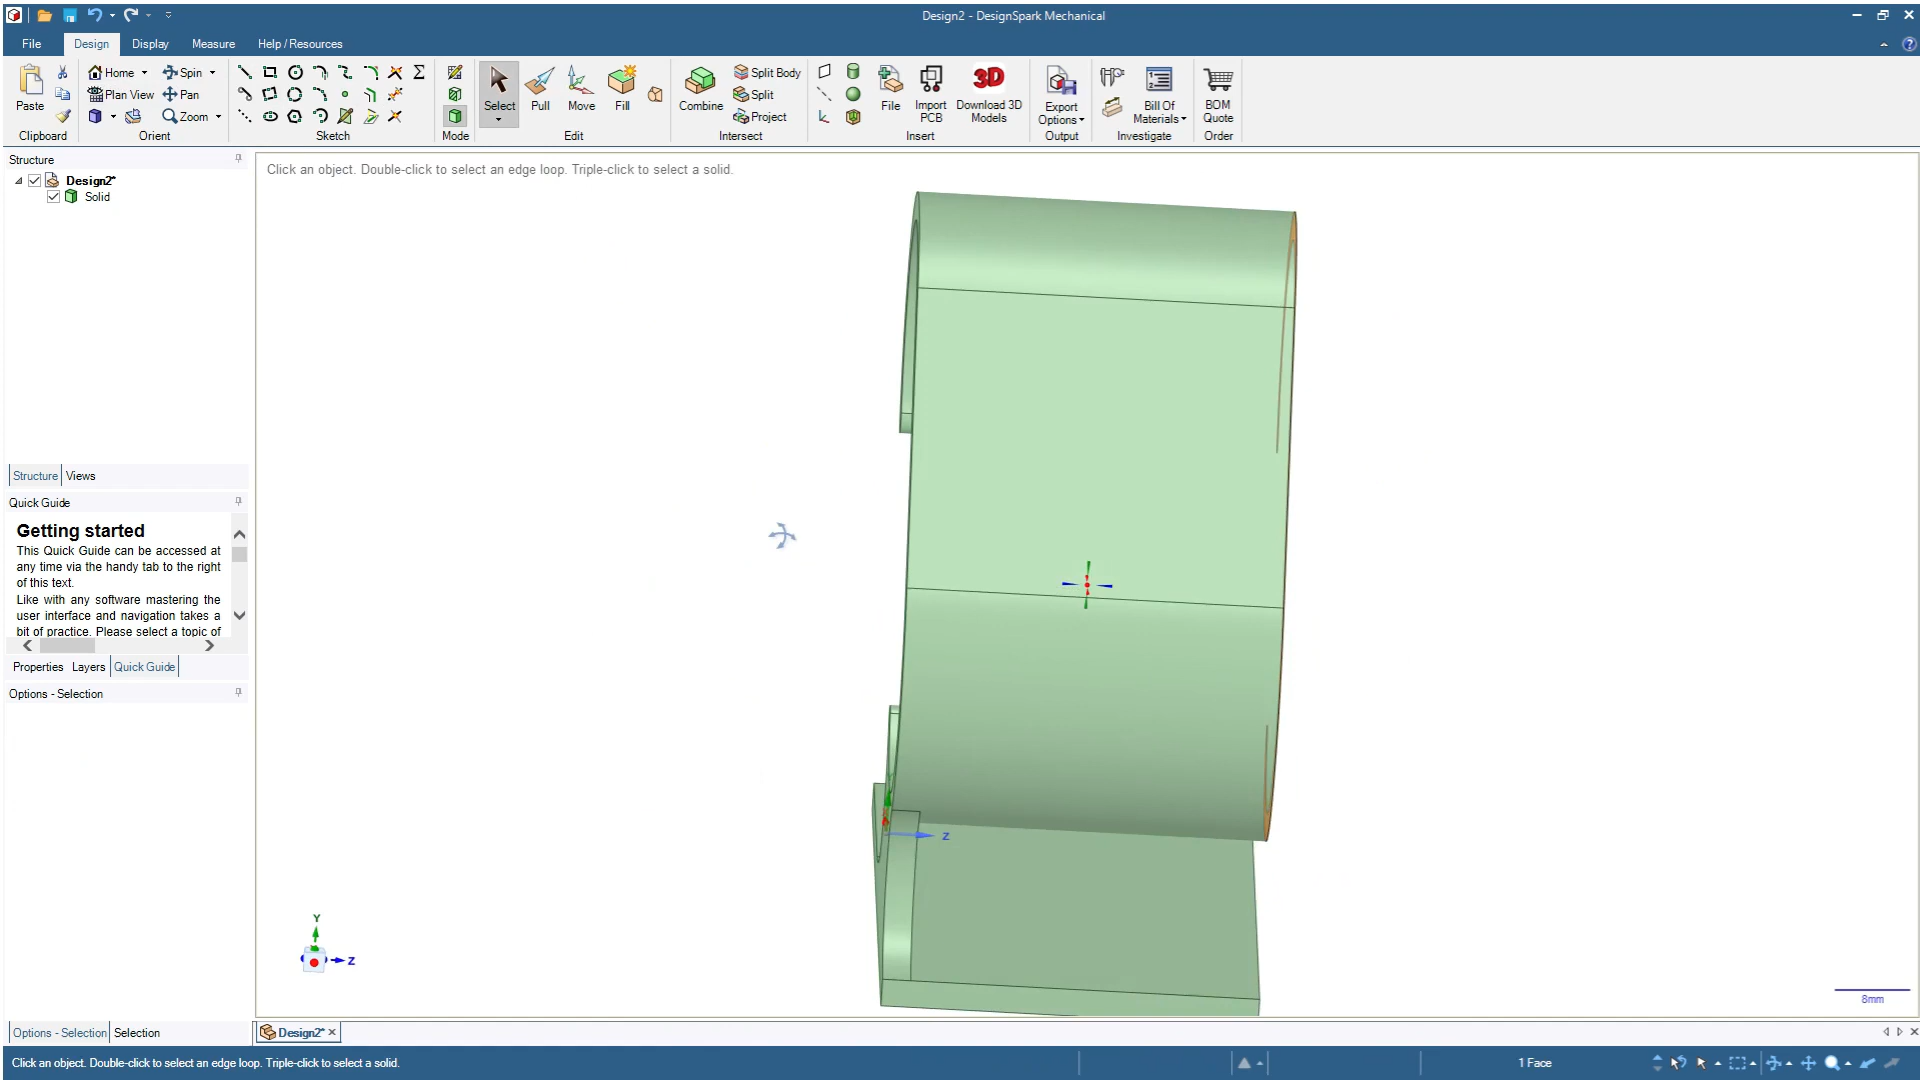 Design2 - DesignSpark Mechanical
File Design Display Measure Help / Resources
Paste
Clipboard
Home
Plan View
Spin
Pan
Zoom
Orient
Sketch
Mode
Select
Pull
Move
Fill
Edit
Combine
Split Body
Split
Project
Intersect
File
Import PCB
Download 3D Models
3D
Insert
Export Options
Output
Bill Of Materials
Investigate
BOM Quote
Order
Structure
Design2*
Solid
Structure Views
Quick Guide
Getting started
This Quick Guide can be accessed at
any time via the handy tab to the right
of this text.
Like with any software mastering the
user interface and navigation takes a
bit of practice. Please select a topic of
Properties Layers Quick Guide
Options - Selection
Options - Selection Selection
Click an object. Double-click to select an edge loop. Triple-click to select a solid.
Z
Y
Z
8mm
Design2*
Click an object. Double-click to select an edge loop. Triple-click to select a solid.
1 Face